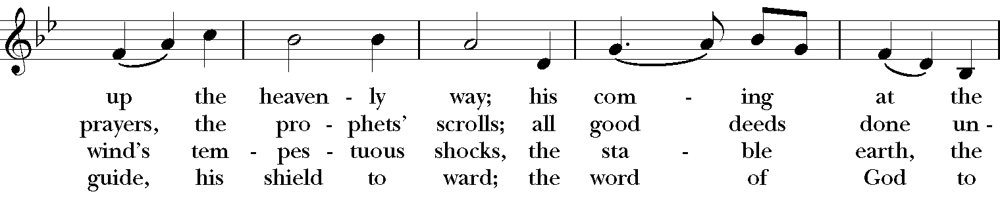 up the heaven - ly way; his com - ing at the
prayers, the pro - phets’ scrolls; all good deeds done un -
wind’s tem - pes - tuous shocks, the sta - ble earth, the
guide, his shield to ward; the word of God to